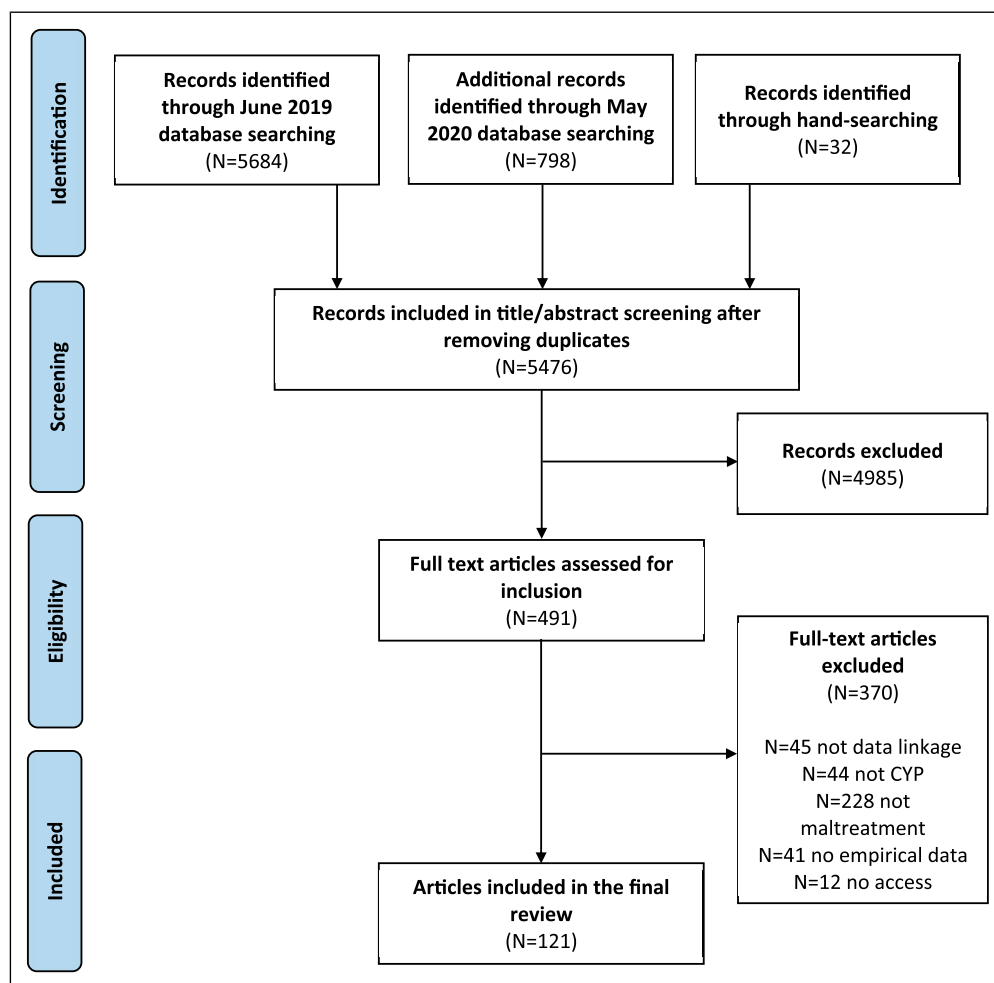 Identification
Records identified
through June 2019
database searching
(N=5684)
Additional records
identified through May
2020 database searching
(N=798)
Records identified
through hand-searching
(N=32)
Screening
Records included in title/abstract screening after
removing duplicates
(N=5476)
Records excluded
(N=4985)
Eligibility
Full text articles assessed for
inclusion
(N=491)
Full-text articles
excluded
(N=370)
N=45 not data linkage
N=44 not CYP
N=228 not
maltreatment
N=41 no empirical data
N=12 no access
Included
Articles included in the final
review
(N=121)